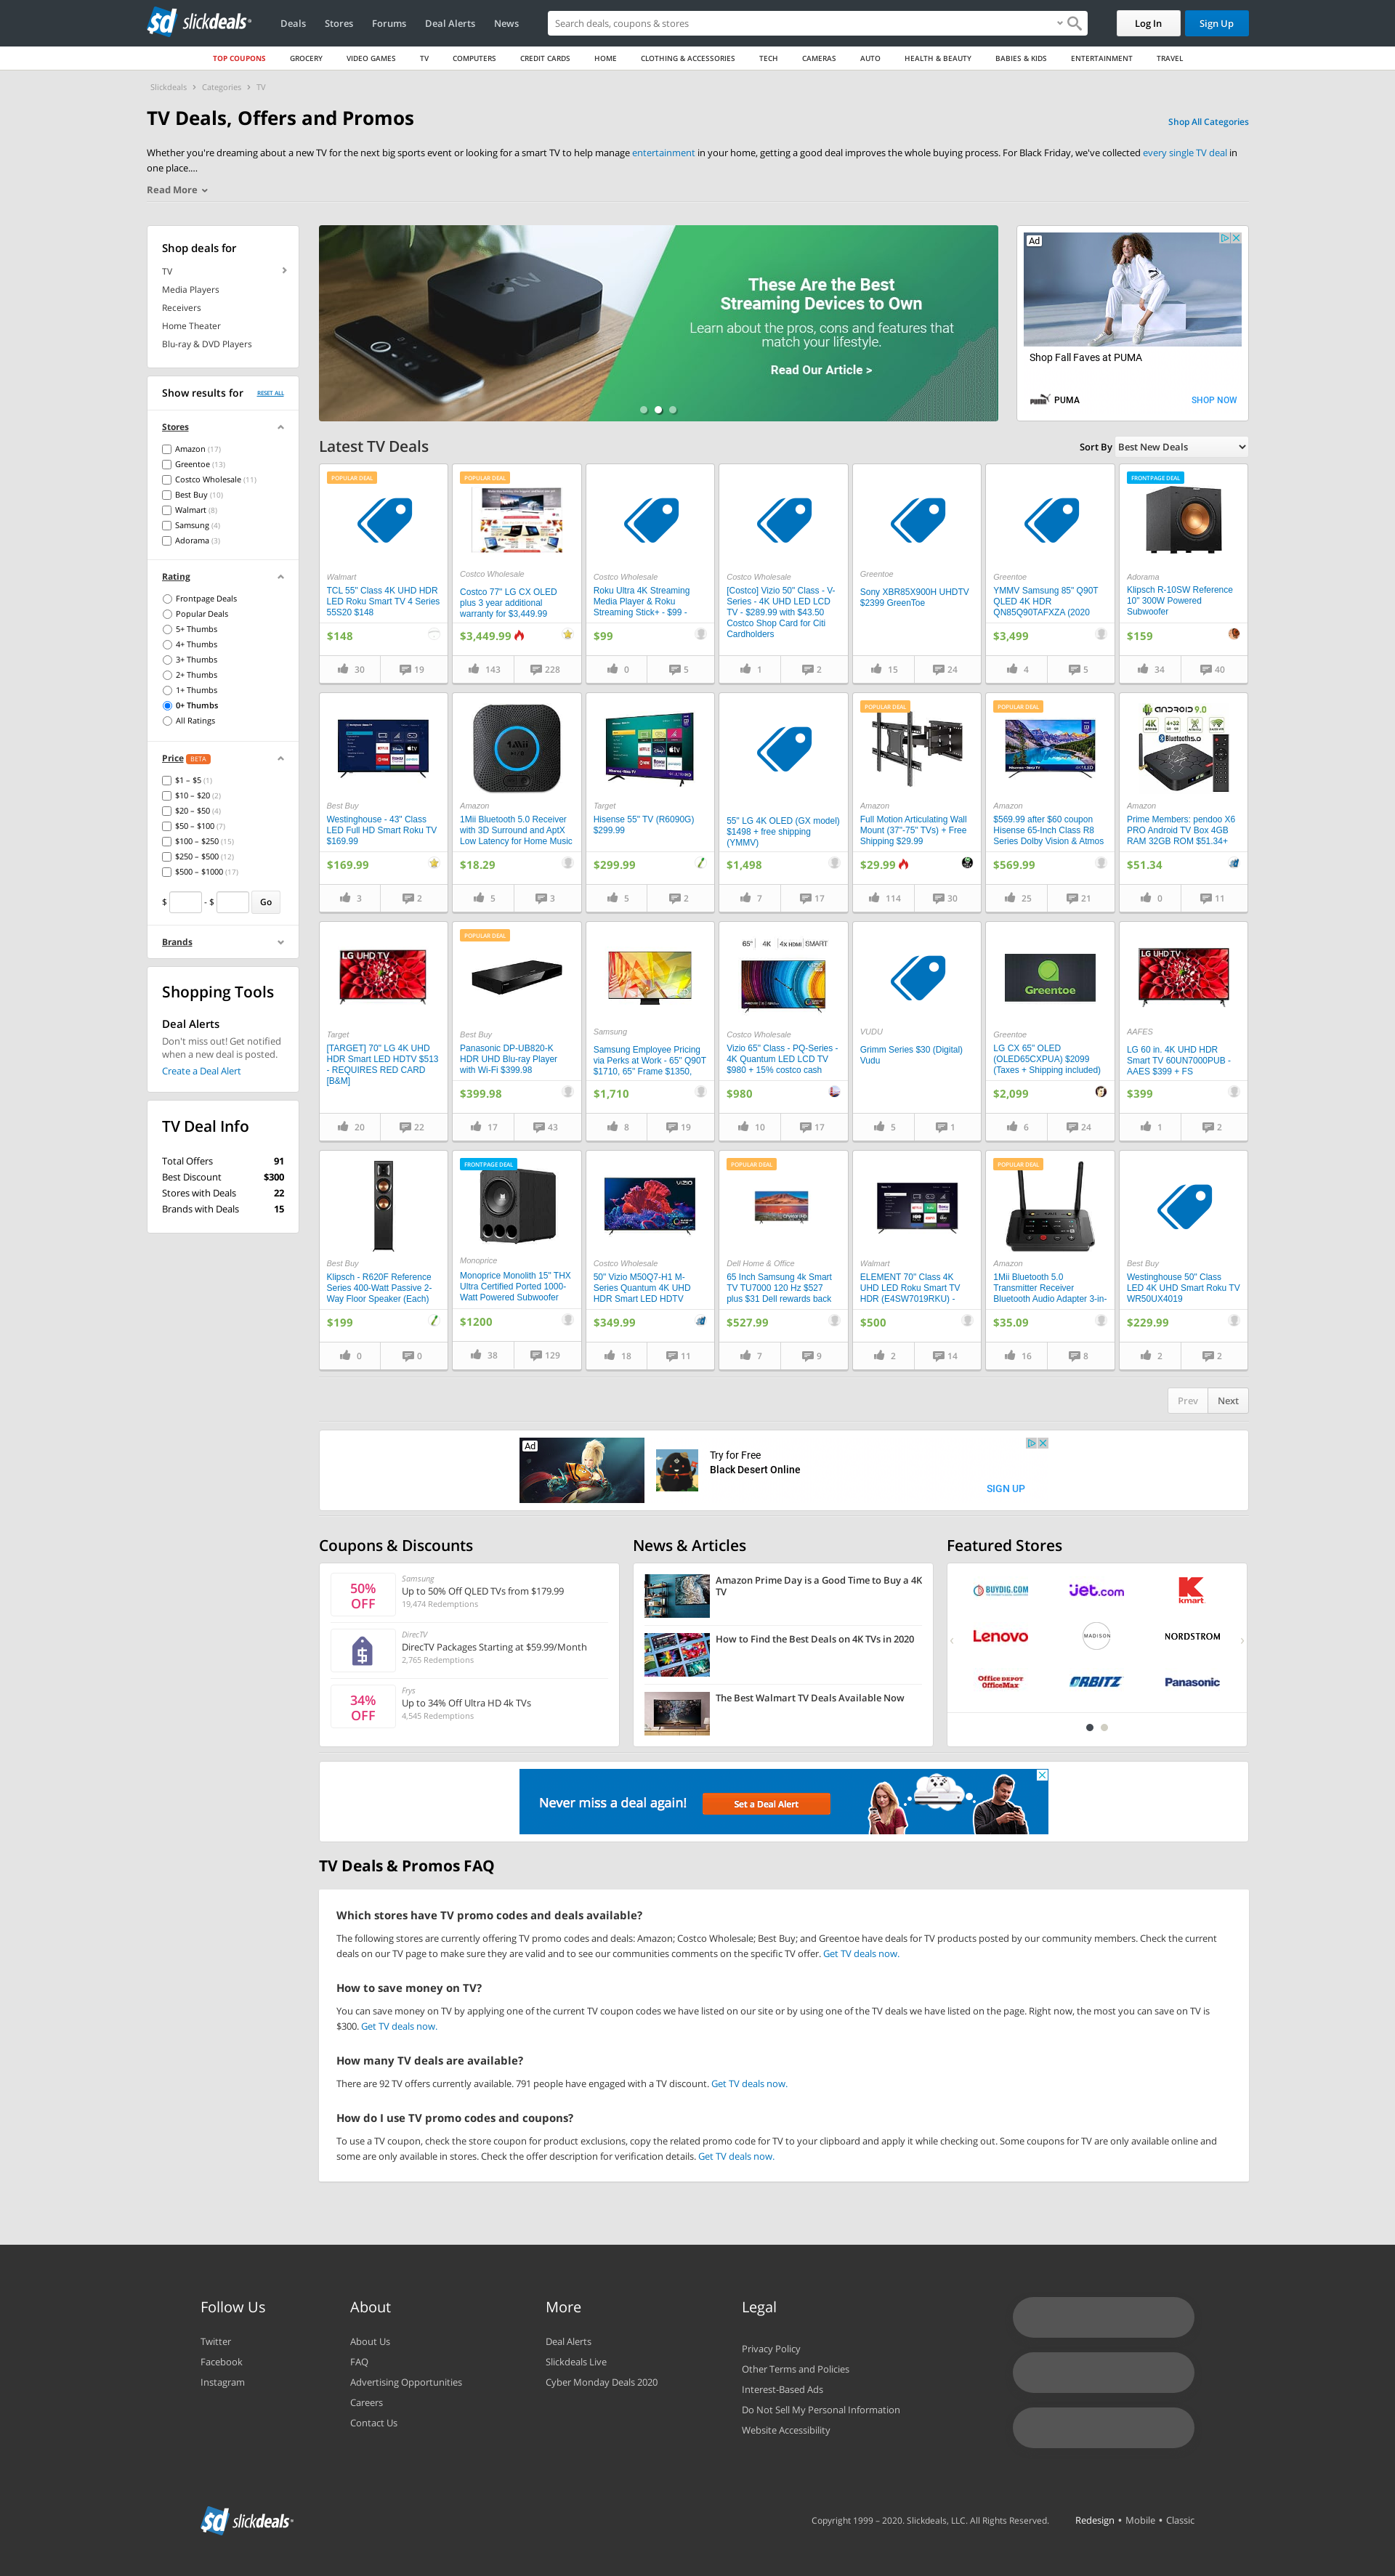 slickdeals
Deals
Stores
Forums
Deal Alerts
News
Search deals, coupons & stores
Log In
Sign Up
TOP COUPONS
GROCERY
VIDEO GAMES
TV
COMPUTERS
CREDIT CARDS
HOME
CLOTHING & ACCESSORIES
TECH
CAMERAS
AUTO
HEALTH & BEAUTY
BABIES & KIDS
ENTERTAINMENT
TRAVEL
Slickdeals › Categories › TV
TV Deals, Offers and Promos
Shop All Categories
Whether you're dreaming about a new TV for the next big sports event or looking for a smart TV to help manage entertainment in your home, getting a good deal improves the whole buying process. For Black Friday, we've collected every single TV deal in
one place....
Read More
Shop deals for
TV
Media Players
Receivers
Home Theater
Blu-ray & DVD Players
Show results for
RESET ALL
Stores
Amazon (17)
Greentoe (13)
Costco Wholesale (11)
Best Buy (10)
Walmart (8)
Samsung (4)
Adorama (3)
Rating
Frontpage Deals
Popular Deals
5+ Thumbs
4+ Thumbs
3+ Thumbs
2+ Thumbs
1+ Thumbs
0+ Thumbs
All Ratings
Price BETA
$1 – $5 (1)
$10 – $20 (2)
$20 – $50 (4)
$50 – $100 (7)
$100 – $250 (15)
$250 – $500 (12)
$500 – $1000 (17)
$ - $ Go
Brands
Shopping Tools
Deal Alerts
Don't miss out! Get notified
when a new deal is posted.
Create a Deal Alert
TV Deal Info
Total Offers 91
Best Discount $300
Stores with Deals 22
Brands with Deals 15
These Are the Best
Streaming Devices to Own
Learn about the pros, cons and features that
match your lifestyle.
Read Our Article >
Ad
Shop Fall Faves at PUMA
PUMA
SHOP NOW
Latest TV Deals
Sort By Best New Deals
POPULAR DEAL
Walmart
TCL 55" Class 4K UHD HDR
LED Roku Smart TV 4 Series
55S20 $148
$148
30
19
POPULAR DEAL
Costco Wholesale
Costco 77" LG CX OLED
plus 3 year additional
warranty for $3,449.99
$3,449.99
143
228
Costco Wholesale
Roku Ultra 4K Streaming
Media Player & Roku
Streaming Stick+ - $99 -
$99
0
5
Costco Wholesale
[Costco] Vizio 50" Class - V-
Series - 4K UHD LED LCD
TV - $289.99 with $43.50
Costco Shop Card for Citi
Cardholders
1
2
Greentoe
Sony XBR85X900H UHDTV
$2399 GreenToe
15
24
Greentoe
YMMV Samsung 85" Q90T
QLED 4K HDR
QN85Q90TAFXZA (2020
$3,499
4
5
FRONTPAGE DEAL
Adorama
Klipsch R-10SW Reference
10" 300W Powered
Subwoofer
$159
34
40
Best Buy
Westinghouse - 43" Class
LED Full HD Smart Roku TV
$169.99
$169.99
3
2
1Mii
Amazon
1Mii Bluetooth 5.0 Receiver
with 3D Surround and AptX
Low Latency for Home Music
$18.29
5
3
Target
Hisense 55" TV (R6090G)
$299.99
$299.99
5
2
55" LG 4K OLED (GX model)
$1498 + free shipping
(YMMV)
$1,498
7
17
POPULAR DEAL
Amazon
Full Motion Articulating Wall
Mount (37"-75" TVs) + Free
Shipping $29.99
$29.99
114
30
POPULAR DEAL
Amazon
$569.99 after $60 coupon
Hisense 65-Inch Class R8
Series Dolby Vision & Atmos
$569.99
25
21
ANDROID 9.0
4K
4+32
Bluetooth5.0
Amazon
Prime Members: pendoo X6
PRO Android TV Box 4GB
RAM 32GB ROM $51.34+
$51.34
0
11
LG UHD TV
Target
[TARGET] 70" LG 4K UHD
HDR Smart LED HDTV $513
- REQUIRES RED CARD
[B&M]
20
22
POPULAR DEAL
Best Buy
Panasonic DP-UB820-K
HDR UHD Blu-ray Player
with Wi-Fi $398.98
$399.98
17
43
Samsung
Samsung Employee Pricing
via Perks at Work - 65" Q90T
$1710, 65" Frame $1350,
$1,710
8
19
65" 4K 4x HDMI SMART
Costco Wholesale
Vizio 65" Class - PQ-Series -
4K Quantum LED LCD TV
$980 + 15% costco cash
$980
10
17
VUDU
Grimm Series $30 (Digital)
Vudu
5
1
Greentoe
Greentoe
LG CX 65" OLED
(OLED65CXPUA) $2099
(Taxes + Shipping included)
$2,099
6
24
LG UHD TV
AAFES
LG 60 in. 4K UHD HDR
Smart TV 60UN7000PUB -
AAES $399 + FS
$399
1
2
Best Buy
Klipsch - R620F Reference
Series 400-Watt Passive 2-
Way Floor Speaker (Each)
$199
0
0
FRONTPAGE DEAL
Monoprice
Monoprice Monolith 15" THX
Ultra Certified Ported 1000-
Watt Powered Subwoofer
$1200
38
129
VIZIO
Costco Wholesale
50" Vizio M50Q7-H1 M-
Series Quantum 4K UHD
HDR Smart LED HDTV
$349.99
18
11
POPULAR DEAL
Dell Home & Office
65 Inch Samsung 4k Smart
TV TU7000 120 Hz $527
plus $31 Dell rewards back
$527.99
7
9
Walmart
ELEMENT 70" Class 4K
UHD LED Roku Smart TV
HDR (E4SW7019RKU) -
$500
2
14
POPULAR DEAL
Amazon
1Mii Bluetooth 5.0
Transmitter Receiver
Bluetooth Audio Adapter 3-in-
$35.09
16
8
Best Buy
Westinghouse 50" Class
LED 4K UHD Smart Roku TV
WR50UX4019
$229.99
2
2
Prev
Next
Ad
Try for Free
Black Desert Online
SIGN UP
Coupons & Discounts
50%
OFF
Samsung
Up to 50% Off QLED TVs from $179.99
19,474 Redemptions
DirecTV
DirecTV Packages Starting at $59.99/Month
2,765 Redemptions
34%
OFF
Frys
Up to 34% Off Ultra HD 4k TVs
4,545 Redemptions
News & Articles
Amazon Prime Day is a Good Time to Buy a 4K
TV
How to Find the Best Deals on 4K TVs in 2020
The Best Walmart TV Deals Available Now
Featured Stores
BUYDIG.COM
Jet.com
kmart
Lenovo
MADISON
NORDSTROM
Office DEPOT
OfficeMax
ORBITZ
Panasonic
Never miss a deal again!
Set a Deal Alert
TV Deals & Promos FAQ
Which stores have TV promo codes and deals available?
The following stores are currently offering TV promo codes and deals: Amazon; Costco Wholesale; Best Buy; and Greentoe have deals for TV products posted by our community members. Check the current
deals on our TV page to make sure they are valid and to see our communities comments on the specific TV offer. Get TV deals now.
How to save money on TV?
You can save money on TV by applying one of the current TV coupon codes we have listed on our site or by using one of the TV deals we have listed on the page. Right now, the most you can save on TV is
$300. Get TV deals now.
How many TV deals are available?
There are 92 TV offers currently available. 791 people have engaged with a TV discount. Get TV deals now.
How do I use TV promo codes and coupons?
To use a TV coupon, check the store coupon for product exclusions, copy the related promo code for TV to your clipboard and apply it while checking out. Some coupons for TV are only available online and
some are only available in stores. Check the offer description for verification details. Get TV deals now.
Follow Us
Twitter
Facebook
Instagram
About
About Us
FAQ
Advertising Opportunities
Careers
Contact Us
More
Deal Alerts
Slickdeals Live
Cyber Monday Deals 2020
Legal
Privacy Policy
Other Terms and Policies
Interest-Based Ads
Do Not Sell My Personal Information
Website Accessibility
slickdeals
Copyright 1999 – 2020. Slickdeals, LLC. All Rights Reserved.
Redesign • Mobile • Classic